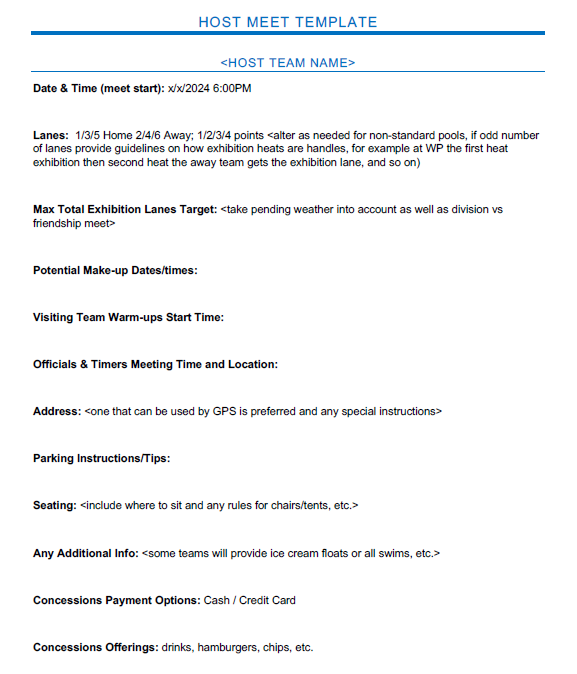 HOST MEET TEMPLATE
<HOST TEAM NAME>
Date & Time (meet start): x/x/2024 6:00PM
Lanes:  1/3/5 Home 2/4/6 Away; 1/2/3/4 points <alter as needed for non-standard pools, if odd number
of lanes provide guidelines on how exhibition heats are handles, for example at WP the first heat
exhibition then second heat the away team gets the exhibition lane, and so on)
Max Total Exhibition Lanes Target: <take pending weather into account as well as division vs
friendship meet>
Potential Make-up Dates/times:
Visiting Team Warm-ups Start Time:
Officials & Timers Meeting Time and Location:
Address: <one that can be used by GPS is preferred and any special instructions>
Parking Instructions/Tips:
Seating: <include where to sit and any rules for chairs/tents, etc.>
Any Additional Info: <some teams will provide ice cream floats or all swims, etc.>
Concessions Payment Options: Cash / Credit Card
Concessions Offerings: drinks, hamburgers, chips, etc.